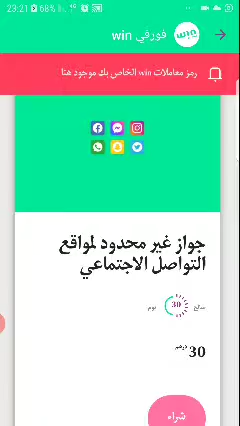 23:21 68%
فورفي win
رمز معاملات win الخاص بك موجود هنا
جواز غير محدود لمواقع
التواصل الاجتماعي
صالح 30 يوم
30 درهم
شراء